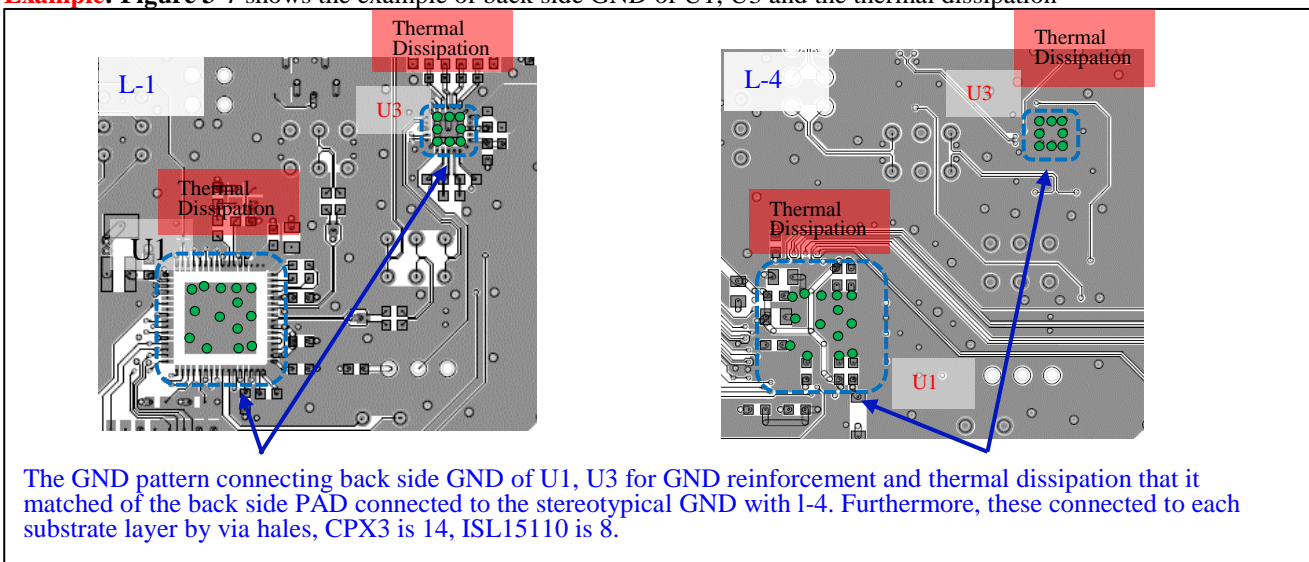 Example: Figure 3-7 shows the example of back side GND of U1, U3 and the thermal dissipation
Thermal
Dissipation
L-1
U3
Thermal
Dissipation
U1
Thermal
Dissipation
L-4
U3
Thermal
Dissipation
U1
The GND pattern connecting back side GND of U1, U3 for GND reinforcement and thermal dissipation that it
matched of the back side PAD connected to the stereotypical GND with l-4. Furthermore, these connected to each
substrate layer by via hales, CPX3 is 14, ISL15110 is 8.